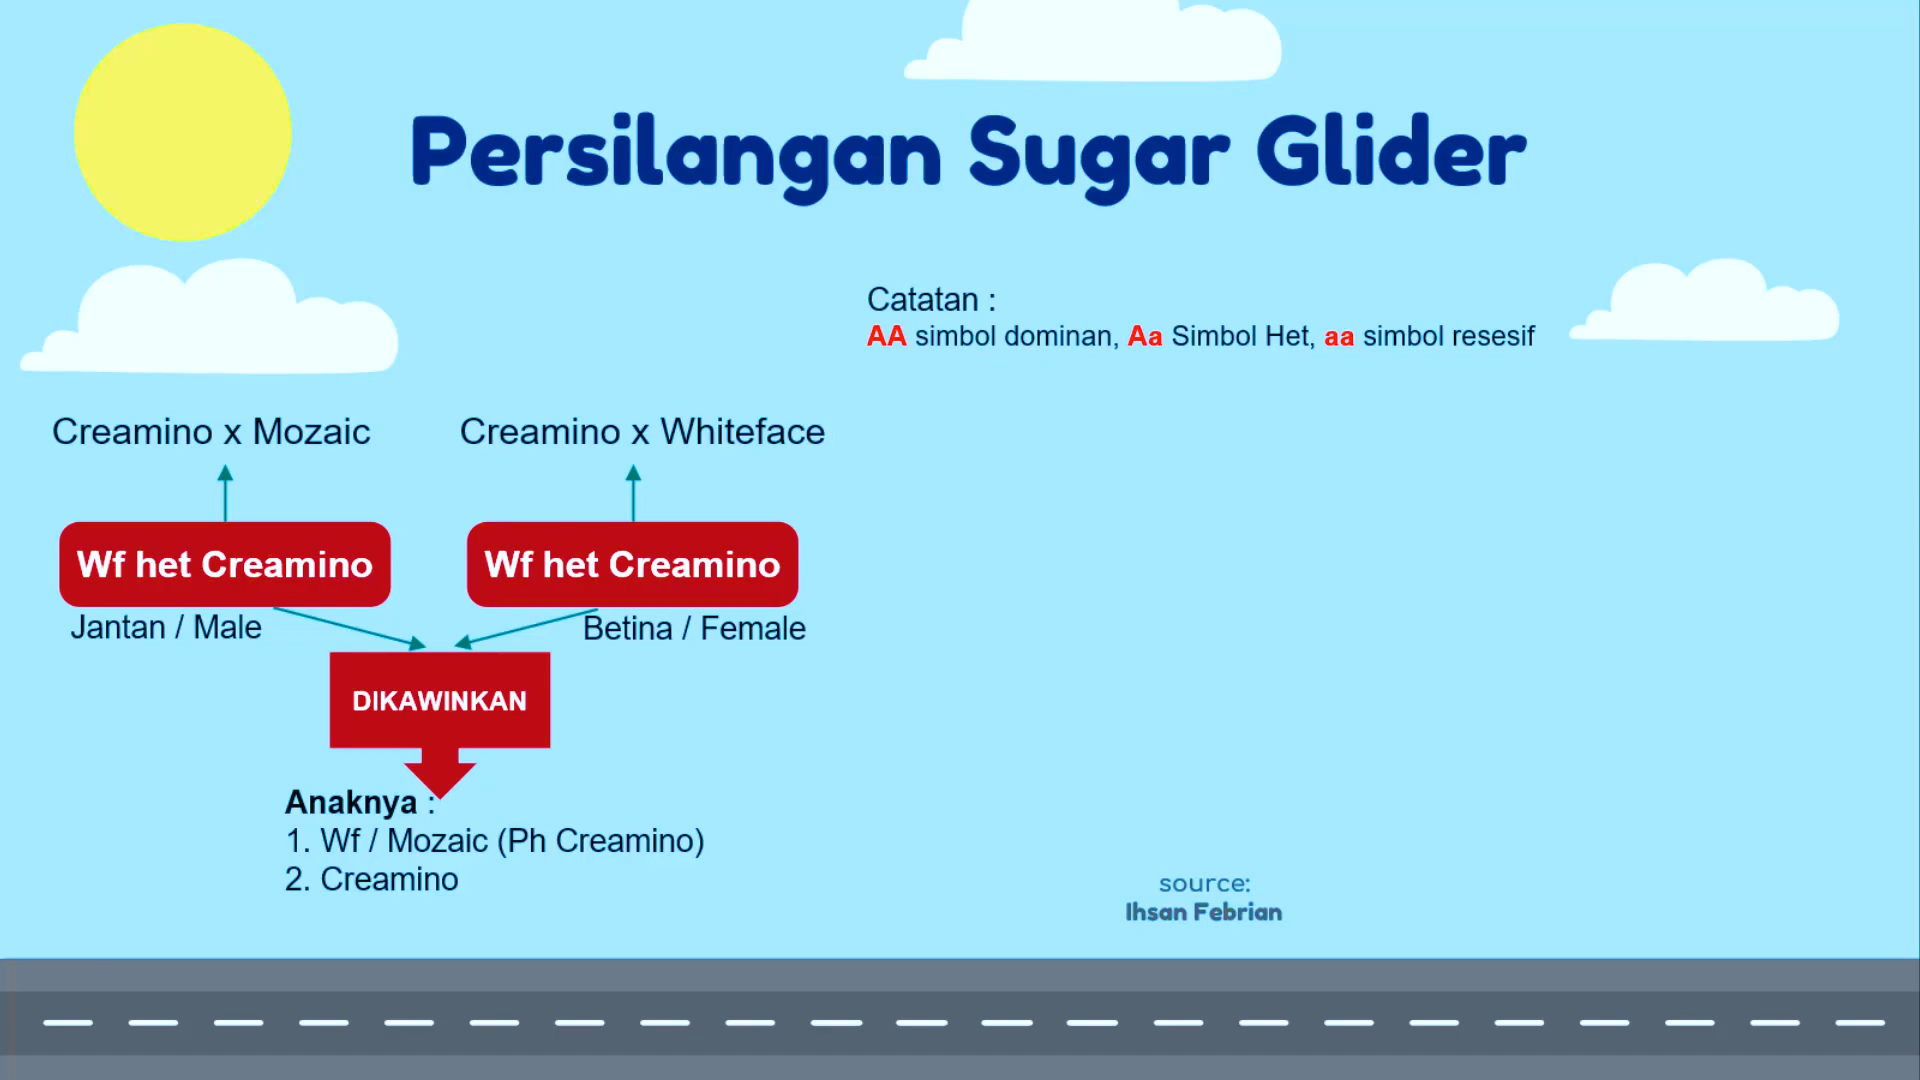 Persilangan Sugar Glider
Catatan :
AA simbol dominan, Aa Simbol Het, aa simbol resesif
Creamino x Mozaic
Creamino x Whiteface
Wf het Creamino
Wf het Creamino
Jantan / Male
Betina / Female
DIKAWINKAN
Anaknya :
1. Wf / Mozaic (Ph Creamino)
2. Creamino
source:
Ihsan Febrian